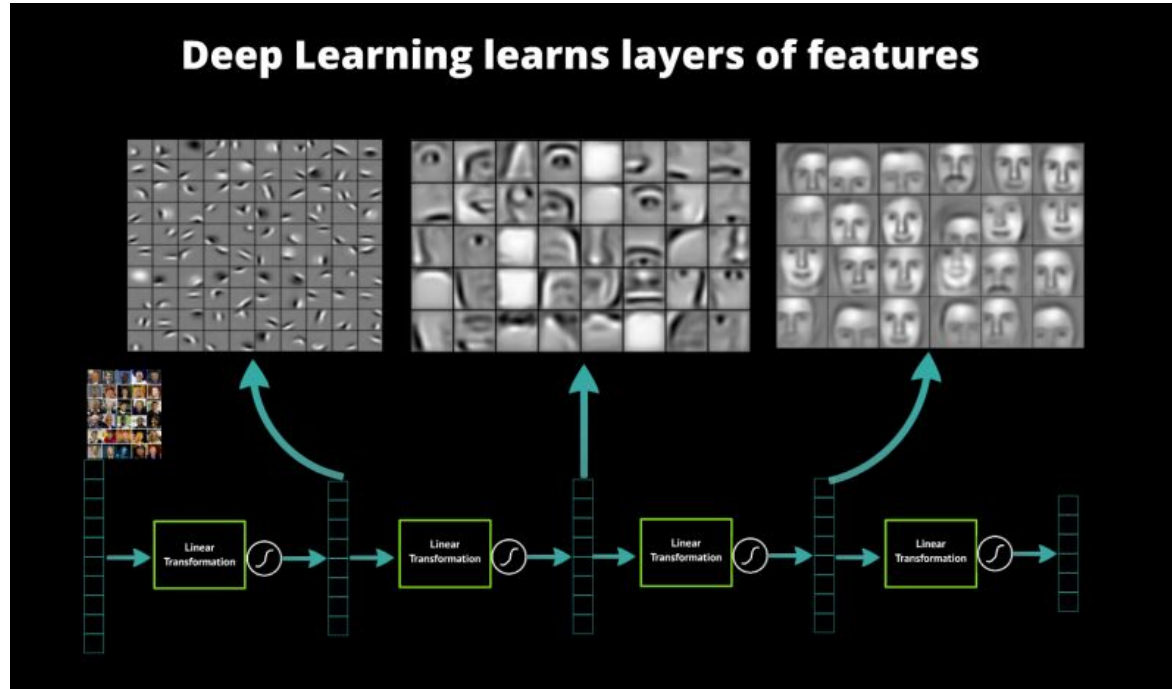 Deep Learning learns layers of features
Linear
Transformation
Linear
Transformation
Linear
Transformation
Linear
Transformation